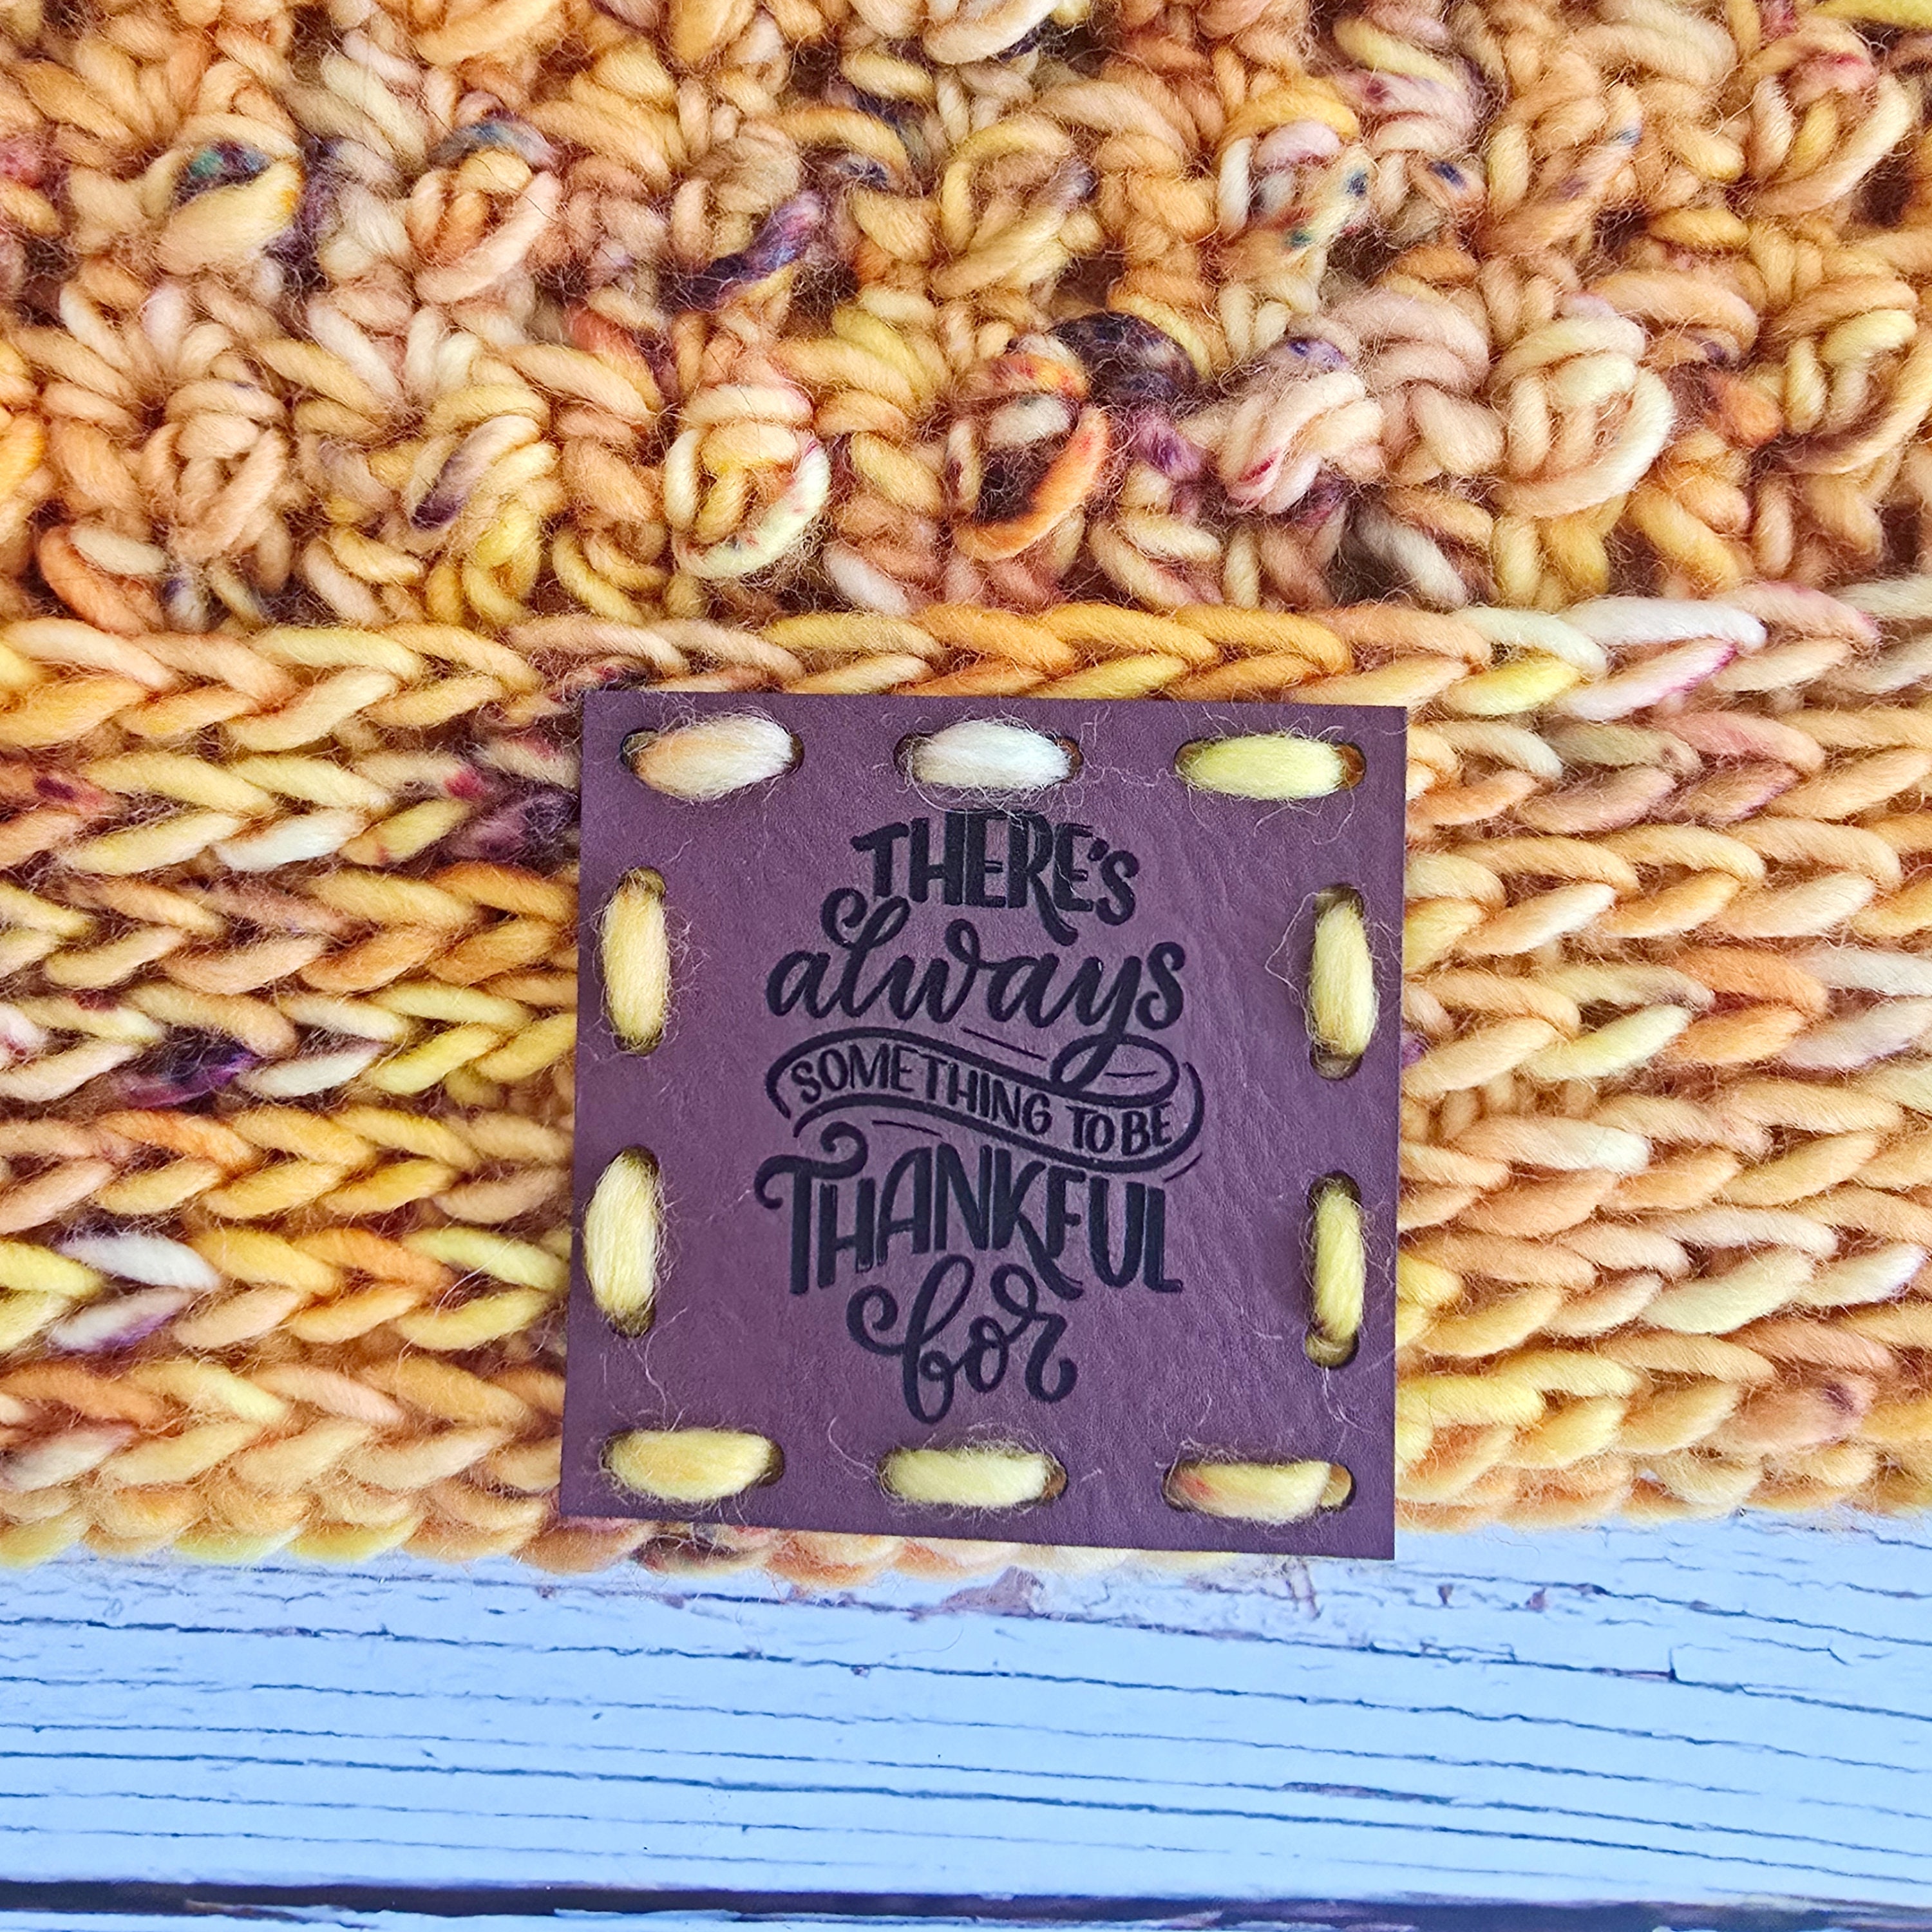 THERE'S
always
SOMETHING TO BE
THANKFUL
for